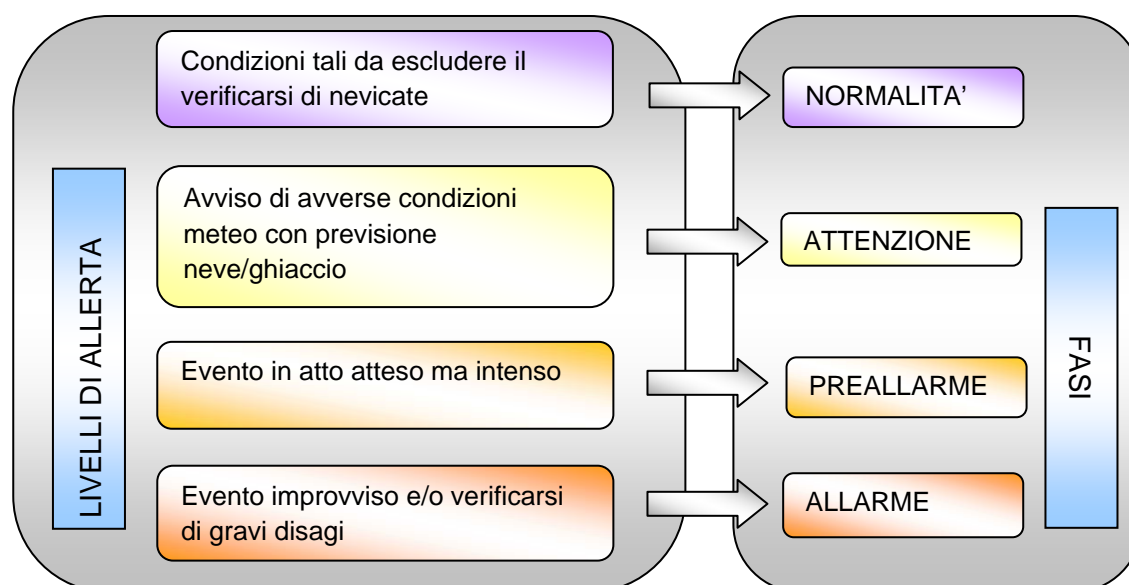 Condizioni tali da escludere il
verificarsi di nevicate
NORMALITA’
LIVELLI DI ALLERTA
Avviso di avverse condizioni
meteo con previsione
neve/ghiaccio
ATTENZIONE
Evento in atto atteso ma intenso
PREALLARME
FASI
Evento improvviso e/o verificarsi
di gravi disagi
ALLARME